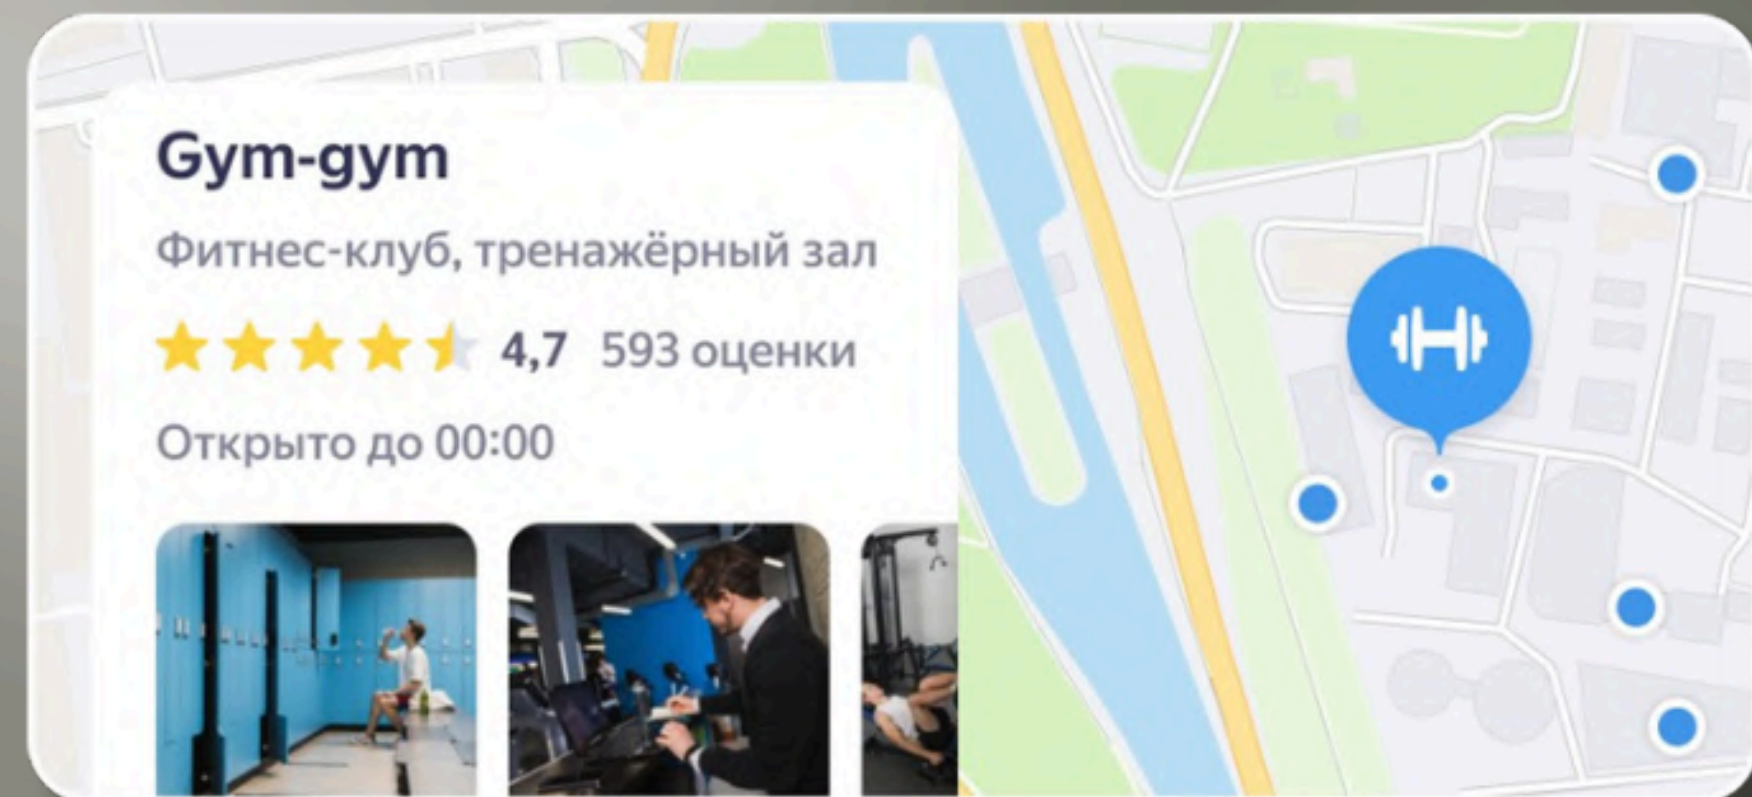 Gym-gym
Фитнес-клуб, тренажёрный зал
4,7 593 оценки
Открыто до 00:00